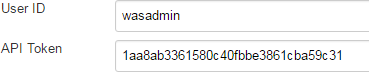 User ID
wasadmin
API Token
1aa8ab3361580c40fbbe3861cba59c31